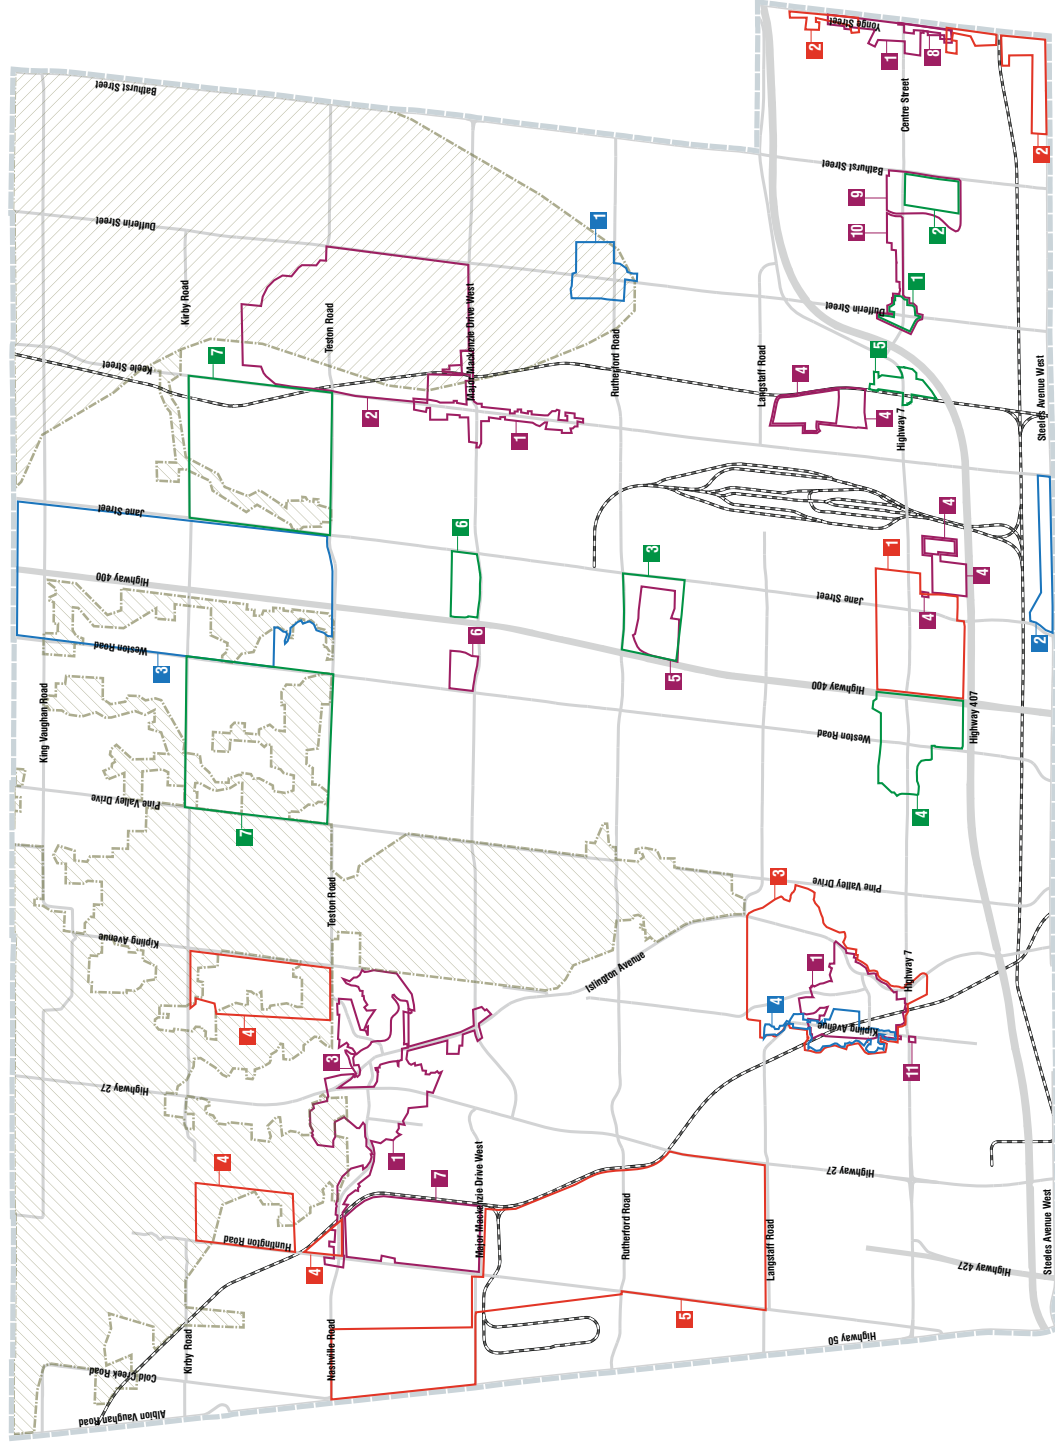 Yonge Street
2
1
8
Centre Street
2
Bathurst Street
Bathurst Street
9
10
2
Dufferin Street
1
Kirby Road
Dufferin Street
1
Teston Road
Major Mackenzie Drive West
Rutherford Road
Langstaff Road
5
Keele Street
7
2
1
4
4
Highway 7
Steeles Avenue West
Jane Street
6
3
4
1
4
4
Jane Street
2
Highway 400
Weston Road
3
6
5
Highway 400
Highway 407
Weston Road
King Vaughan Road
Pine Valley Drive
7
4
Teston Road
3
Pine Valley Drive
Kipling Avenue
Islington Avenue
1
4
Kipling Avenue
Highway 7
4
3
11
Highway 27
1
4
7
Major Mackenzie Drive West
Rutherford Road
Highway 27
Langstaff Road
Steeles Avenue West
Huntington Road
4
Highway 427
5
Nashville Road
Kirby Road
Highway 50
Cold Creek Road
Albion Vaughan Road